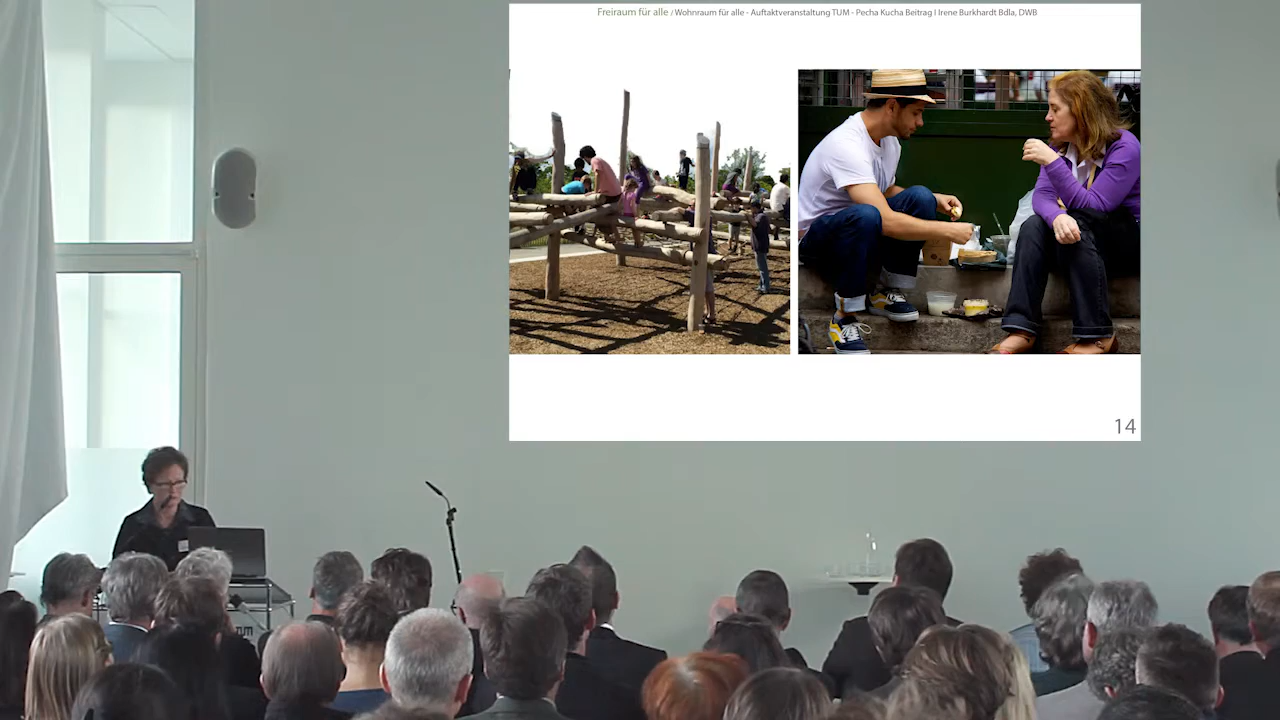 Freiraum für alle / Wohnraum für alle - Auftaktveranstaltung TUM - Pecha Kucha Beitrag I Irene Burkhardt Bdla, DWB
14